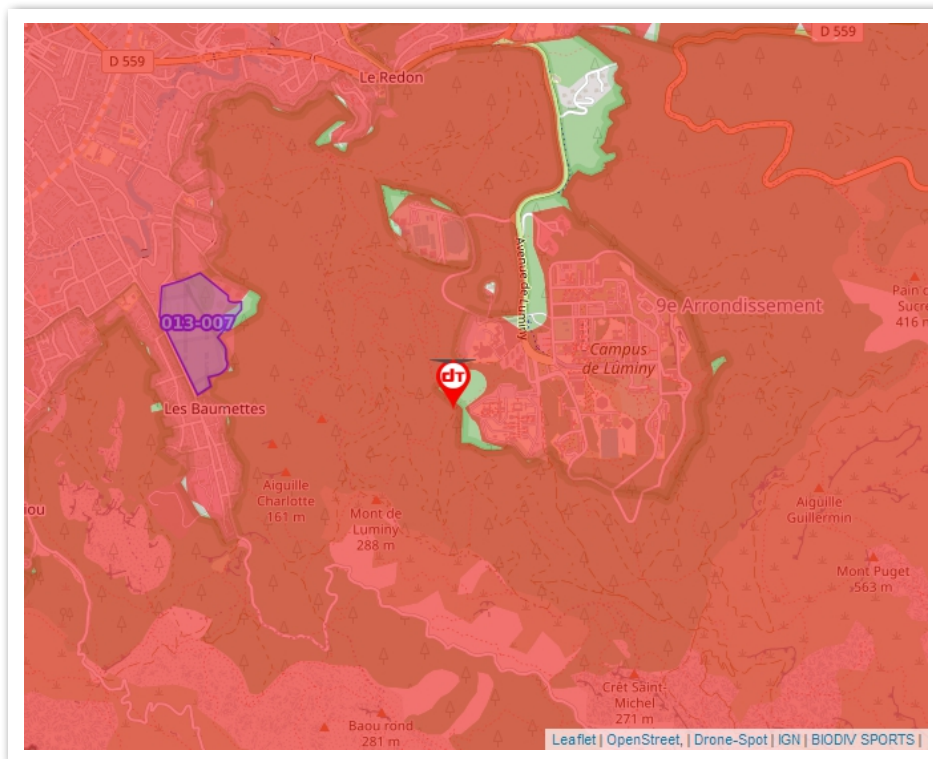 D 559
D 559
Le Redon
Avenue de Luminy
9e Arrondissement
Pain de
Sucre
416 m
013-007
Campus
de Luminy
dT
Les Baumettes
Aiguille
Charlotte
161 m
Mont de
Luminy
288 m
Aiguille
Guillermin
iou
Mont Puget
563 m
Crêt Saint-
Michel
271 m
Baou rond
281 m
Leaflet | OpenStreet, | Drone-Spot | IGN | BIODIV SPORTS |